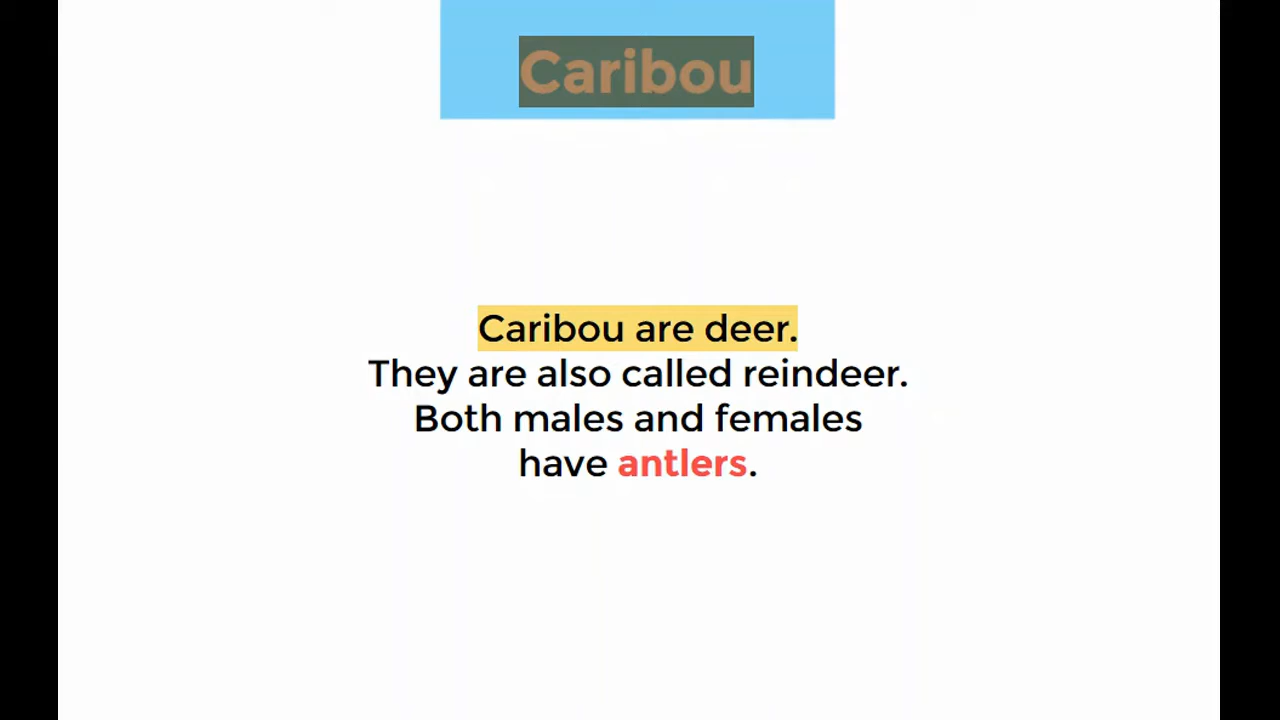 Caribou
Caribou are deer.
They are also called reindeer.
Both males and females
have antlers.